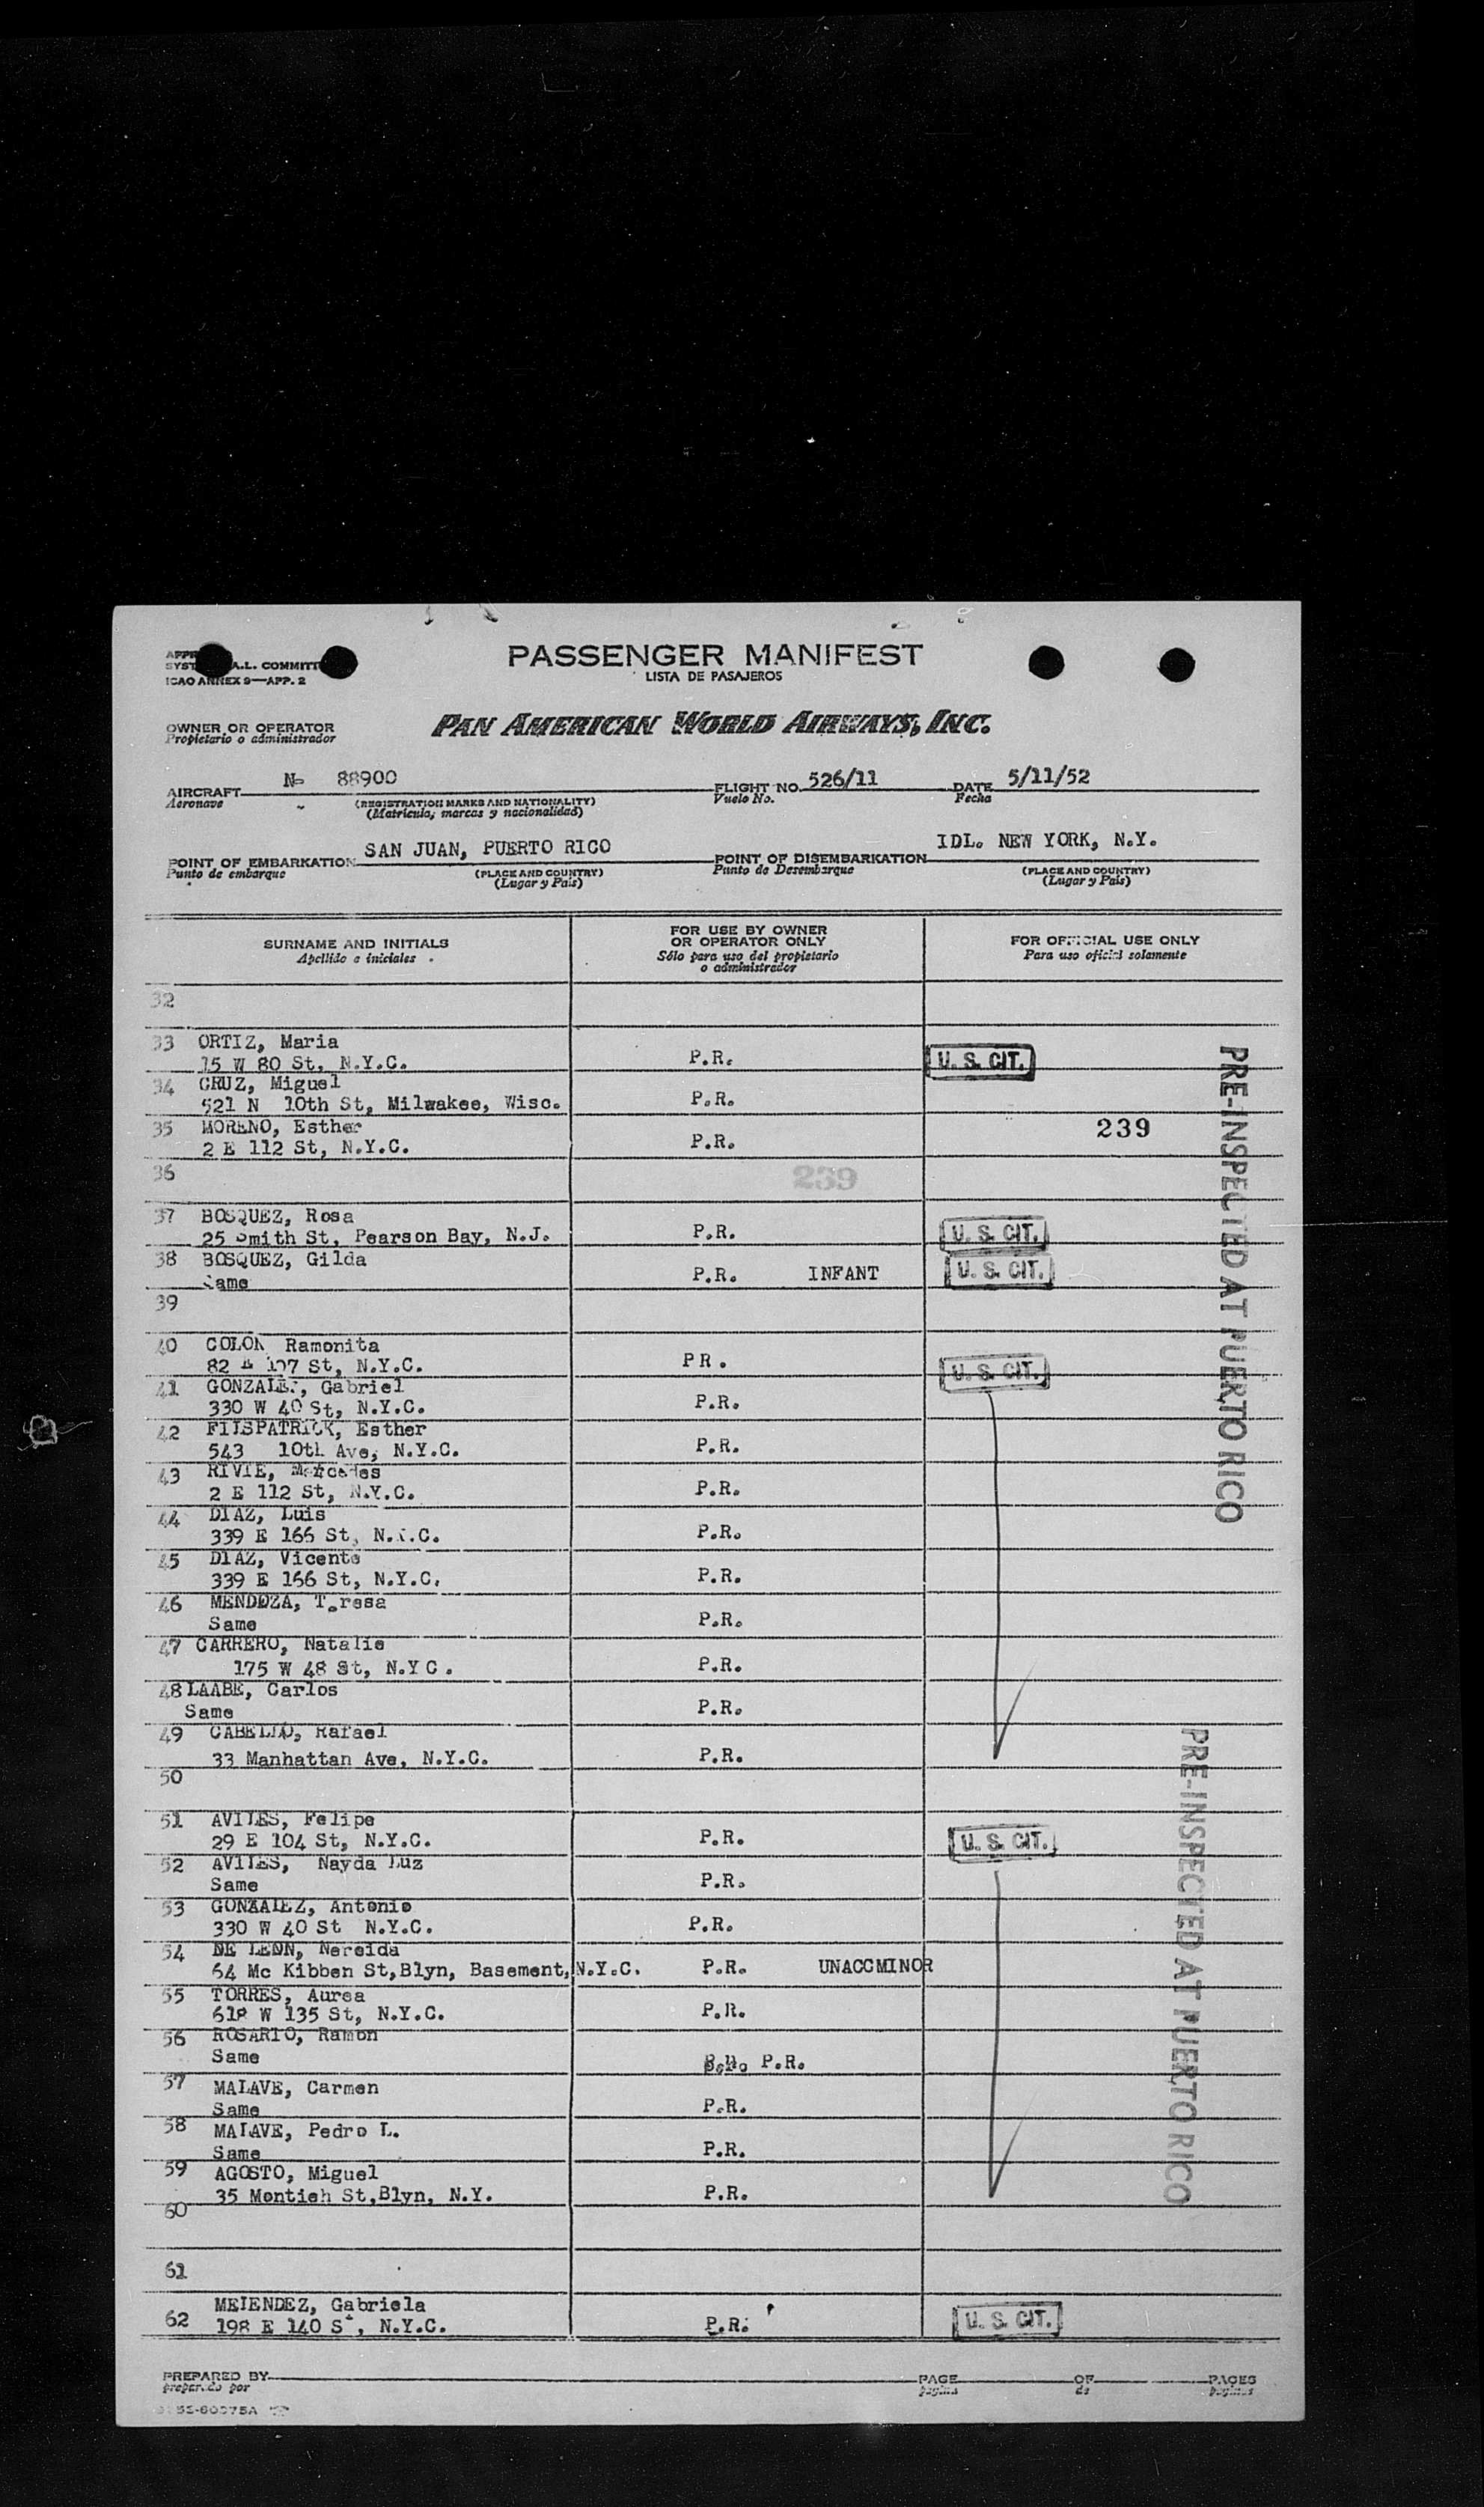 PASSENGER MANIFEST
LISTA DE PASAJEROS
A.L. COMMITT
ICAO ANNEX 9—APP. 2
OWNER OR OPERATOR
Propietario o administrador
PAN AMERICAN WORLD AIRWAYS, INC.
AIRCRAFT No 88900
Aeronave
(REGISTRATION MARKS AND NATIONALITY)
(Matricula, marcas y nacionalidad)
FLIGHT NO. 526/11
Vuelo No.
DATE 5/11/52
Fecha
POINT OF EMBARKATION SAN JUAN, PUERTO RICO
Punto de embarque
(PLACE AND COUNTRY)
(Lugar y Pais)
POINT OF DISEMBARKATION IDL. NEW YORK, N.Y.
Punto de Desembarque
(PLACE AND COUNTRY)
(Lugar y Pais)
SURNAME AND INITIALS
Apellido e iniciales
FOR USE BY OWNER
OR OPERATOR ONLY
Sólo para uso del propietario
o administrador
FOR OFFICIAL USE ONLY
Para uso oficial solamente
32
33 ORTIZ, Maria
15 W 80 St, N.Y.C. P.R. U. S. CIT.
34 CRUZ, Miguel
521 N 10th St, Milwakee, Wisc. P.R.
35 MORENO, Esther 239
2 E 112 St, N.Y.C. P.R.
36 239
37 BOSQUEZ, Rosa
25 Smith St, Pearson Bay, N.J. P.R. U. S. CIT.
38 BOSQUEZ, Gilda
Same P.R. INFANT U. S. CIT.
39
40 COLON Ramonita
82 E 107 St, N.Y.C. P R . U. S. CIT.
41 GONZALEZ, Gabriel
330 W 40 St, N.Y.C. P.R.
42 Esther
543 10th Ave, N.Y.C. P.R.
43 RIVIE, Mercedes
2 E 112 St, N.Y.C. P.R.
44 DIAZ, Luis
339 E 166 St, N.Y.C. P.R.
45 DIAZ, Vicente
339 E 166 St, N.Y.C. P.R.
46 MENDOZA, T.resa
Same P.R.
47 CARRERO, Natalie
175 W 48 St, N.Y C . P.R.
48 LAABE, Carlos
Same P.R.
49 CABELLO, Rafael
33 Manhattan Ave, N.Y.C. P.R.
50
51 AVILES, Felipe
29 E 104 St, N.Y.C. P.R. U. S. CIT.
52 AVILES, Nayda Luz
Same P.R.
53 GONZALEZ, Antonio
330 W 40 St N.Y.C. P.R.
54 DE LEON, Nereida
64 Mc Kibben St,Blyn, Basement,N.Y.C. P.R. UNACCMINOR
55 TORRES, Aurea
618 W 135 St, N.Y.C. P.R.
56 ROSARIO, Ramon
Same P.R.
57 MALAVE, Carmen
Same P.R.
58 MALAVE, Pedro L.
Same P.R.
59 AGOSTO, Miguel
35 Montieh St,Blyn, N.Y. P.R.
60
61
62 MELENDEZ, Gabriela
198 E 140 St, N.Y.C. P.R. U. S. CIT.
PRE-INSPECTED AT PUERTO RICO
PRE-INSPECTED AT PUERTO RICO
PREPARED BY
preparado por
PAGE OF PAGES
pagina de paginas